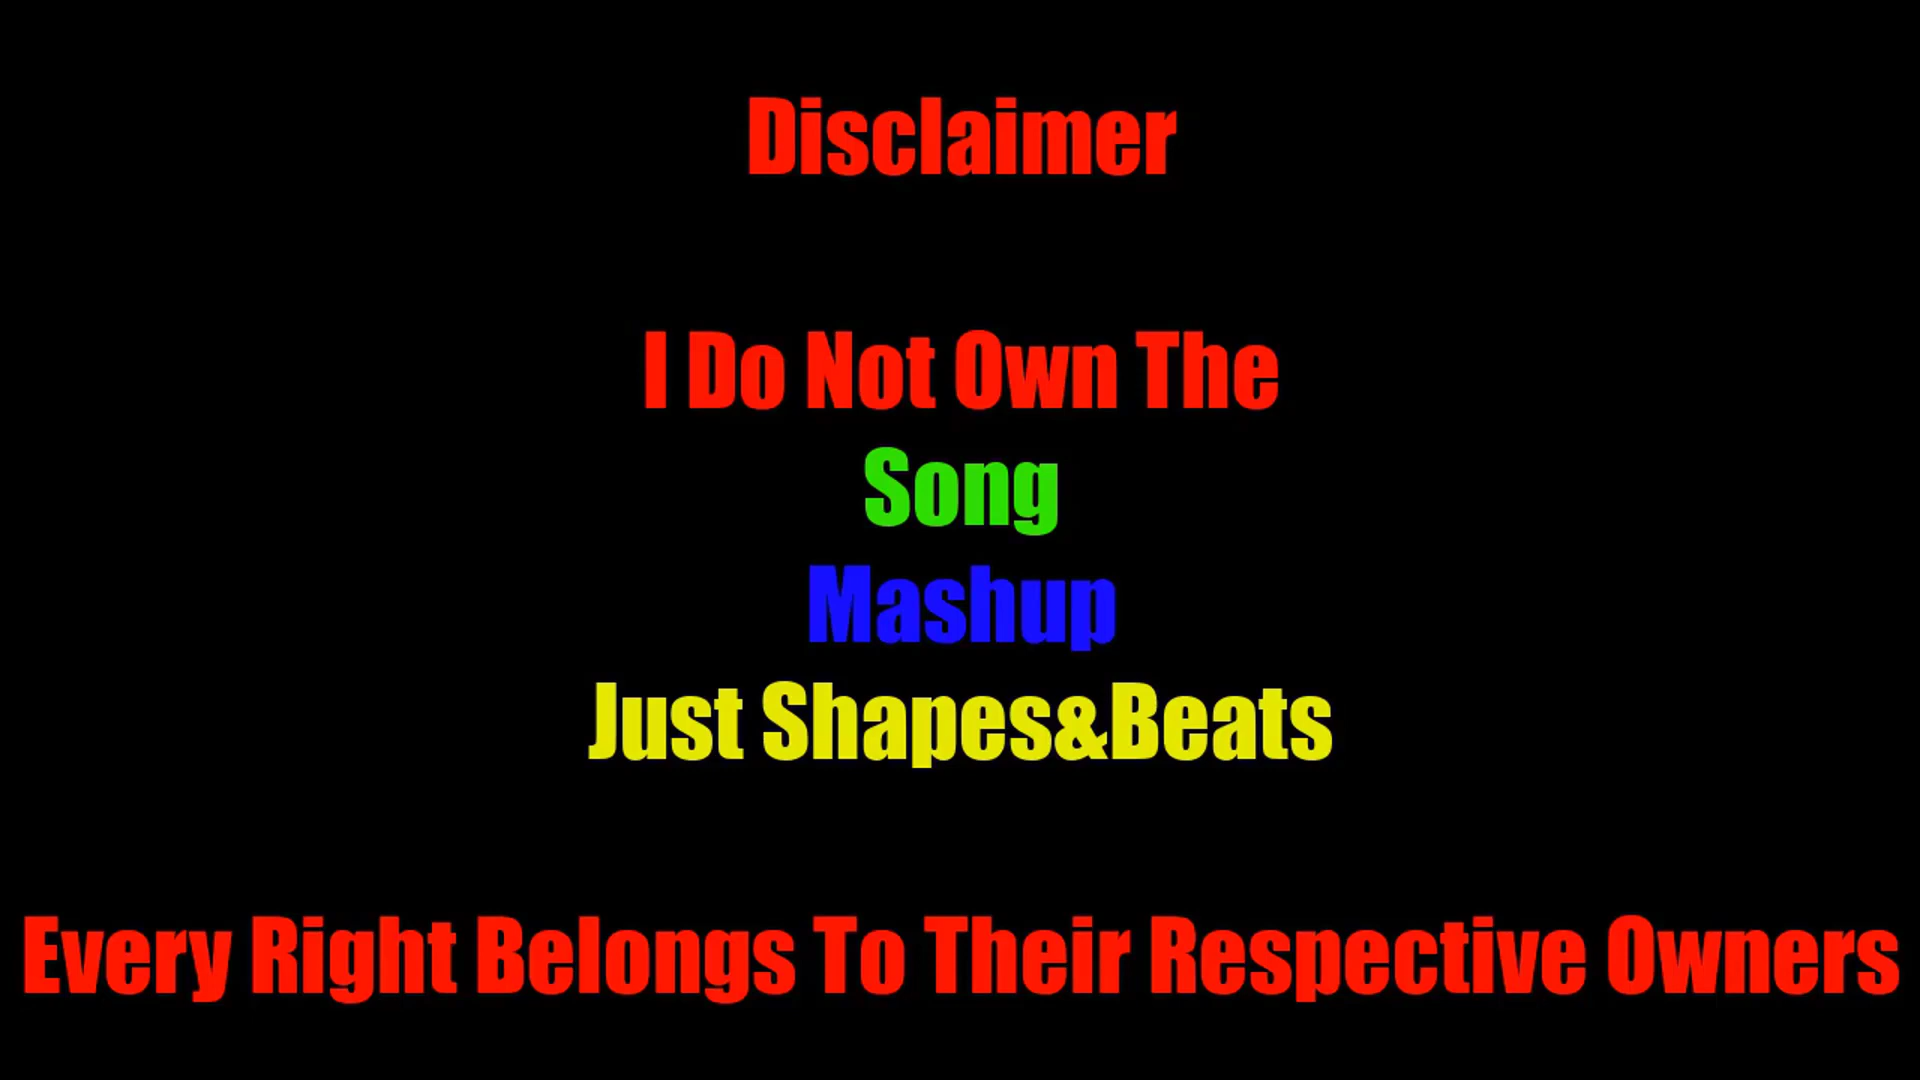 Disclaimer
I Do Not Own The
Song
Mashup
Just Shapes&Beats
Every Right Belongs To Their Respective Owners